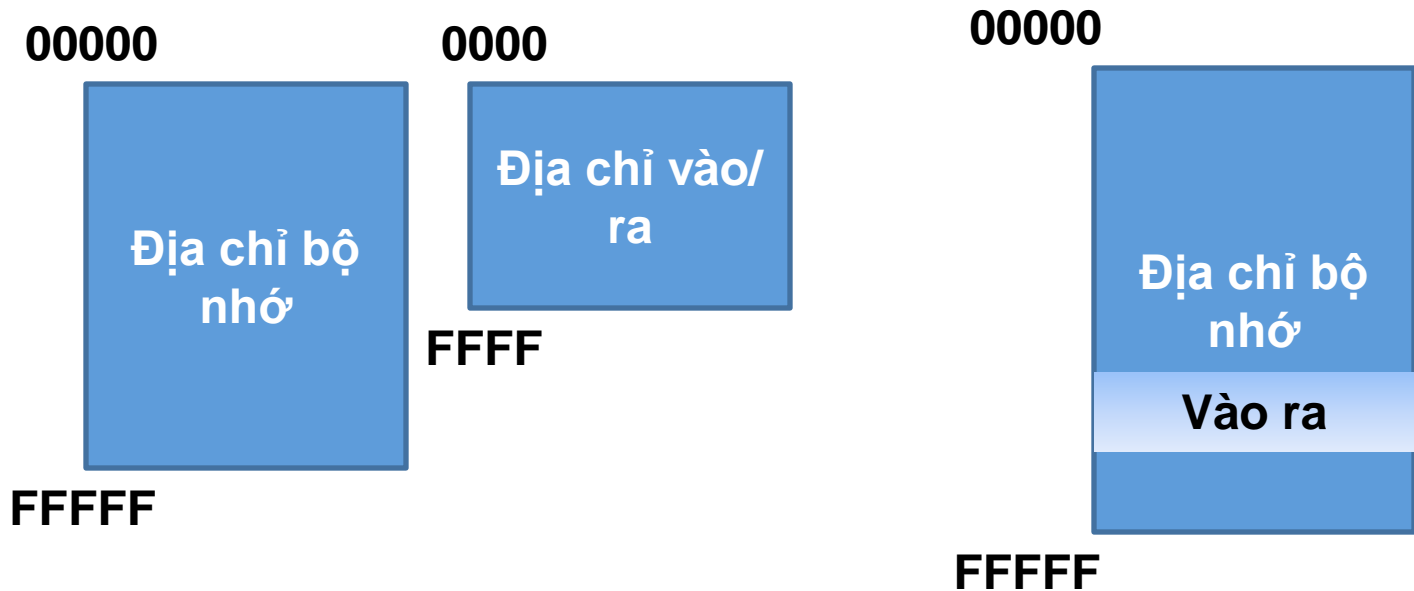 00000
Địa chỉ bộ
nhớ
FFFFF
0000
Địa chỉ vào/
ra
FFFF
00000
Địa chỉ bộ
nhớ
Vào ra
FFFFF